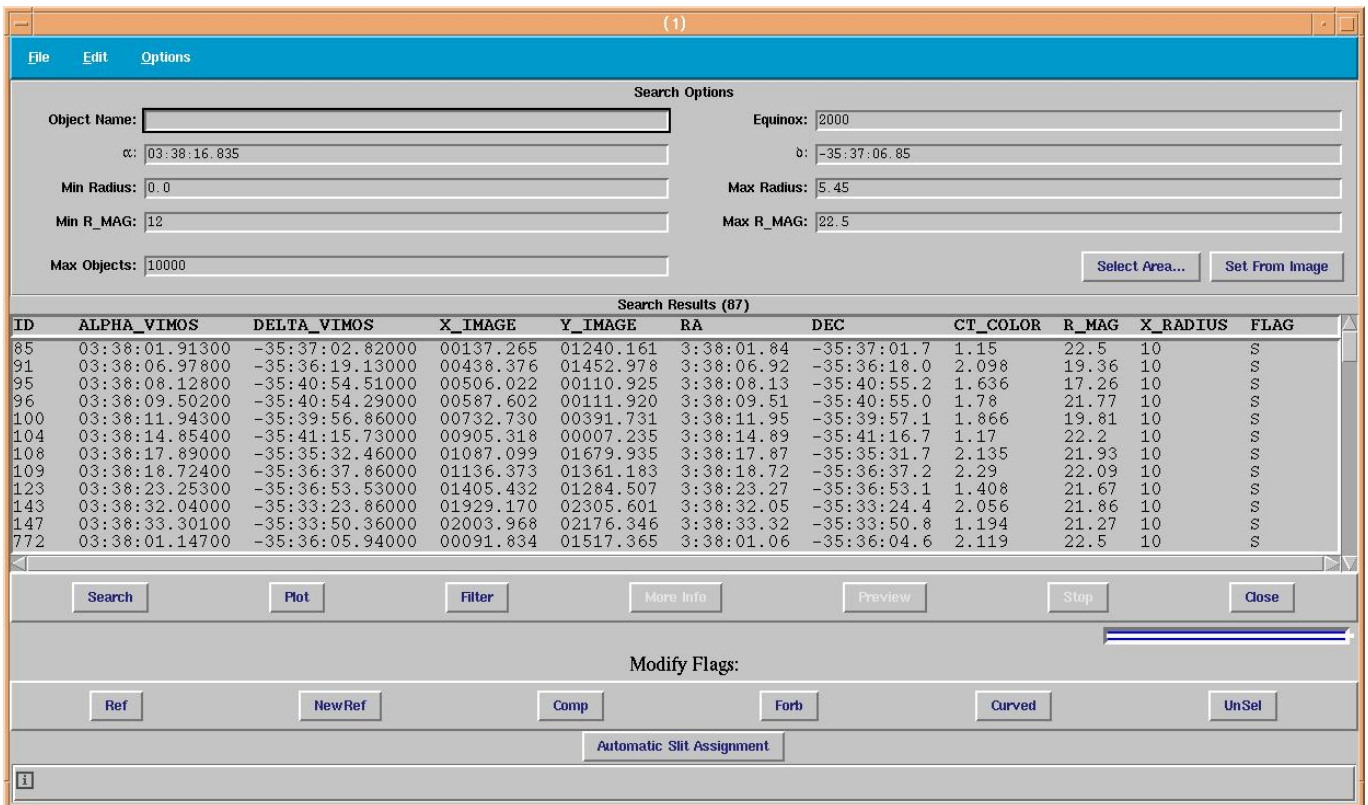 (1)
File Edit Options
Search Options
Object Name: Equinox: 2000
α: 03:38:16.835 δ: -35:37:06.85
Min Radius: 0.0 Max Radius: 5.45
Min R_MAG: 12 Max R_MAG: 22.5
Max Objects: 10000 Select Area... Set From Image
Search Results (87)
ID ALPHA_VIMOS DELTA_VIMOS X_IMAGE Y_IMAGE RA DEC CT_COLOR R_MAG X_RADIUS FLAG
85 03:38:01.91300 -35:37:02.82000 00137.265 01240.161 3:38:01.84 -35:37:01.7 1.15 22.5 10 S
91 03:38:06.97800 -35:36:19.13000 00438.376 01452.978 3:38:06.92 -35:36:18.0 2.098 19.36 10 S
95 03:38:08.12800 -35:40:54.51000 00506.022 00110.925 3:38:08.13 -35:40:55.2 1.636 17.26 10 S
96 03:38:09.50200 -35:40:54.29000 00587.602 00111.920 3:38:09.51 -35:40:55.0 1.78 21.77 10 S
100 03:38:11.94300 -35:39:56.86000 00732.730 00391.731 3:38:11.95 -35:39:57.1 1.866 19.81 10 S
104 03:38:14.85400 -35:41:15.73000 00905.318 00007.235 3:38:14.89 -35:41:16.7 1.17 22.2 10 S
108 03:38:17.89000 -35:35:32.46000 01087.099 01679.935 3:38:17.87 -35:35:31.7 2.135 21.93 10 S
109 03:38:18.72400 -35:36:37.86000 01136.373 01361.183 3:38:18.72 -35:36:37.2 2.29 22.09 10 S
123 03:38:23.25300 -35:36:53.53000 01405.432 01284.507 3:38:23.27 -35:36:53.1 1.408 21.67 10 S
143 03:38:32.04000 -35:33:23.86000 01929.170 02305.601 3:38:32.05 -35:33:24.4 2.056 21.86 10 S
147 03:38:33.30100 -35:33:50.36000 02003.968 02176.346 3:38:33.32 -35:33:50.8 1.194 21.27 10 S
772 03:38:01.14700 -35:36:05.94000 00091.834 01517.365 3:38:01.06 -35:36:04.6 2.119 22.5 10 S
Search Plot Filter More Info Preview Stop Close
Modify Flags:
Ref NewRef Comp Forb Curved UnSel
Automatic Slit Assignment
i